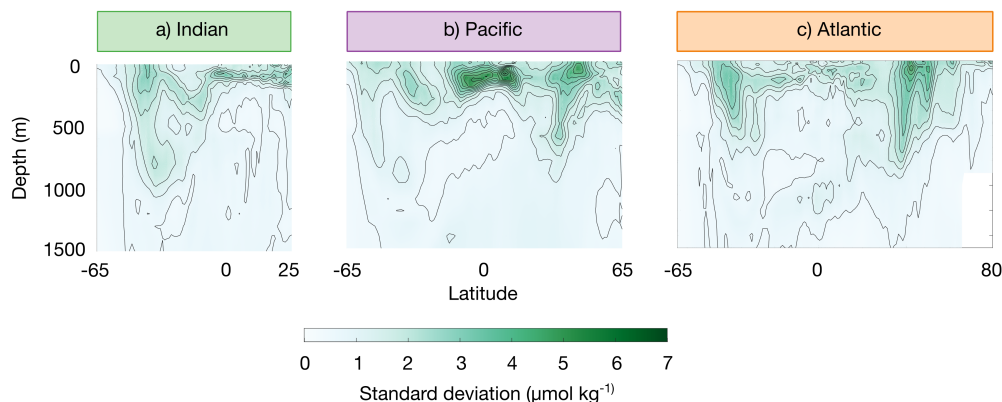 a) Indian
b) Pacific
c) Atlantic
0
500
1000
1500
Depth (m)
-65 0 25
-65 0 65
-65 0 80
Latitude
0 1 2 3 4 5 6 7
Standard deviation (μmol kg-1)